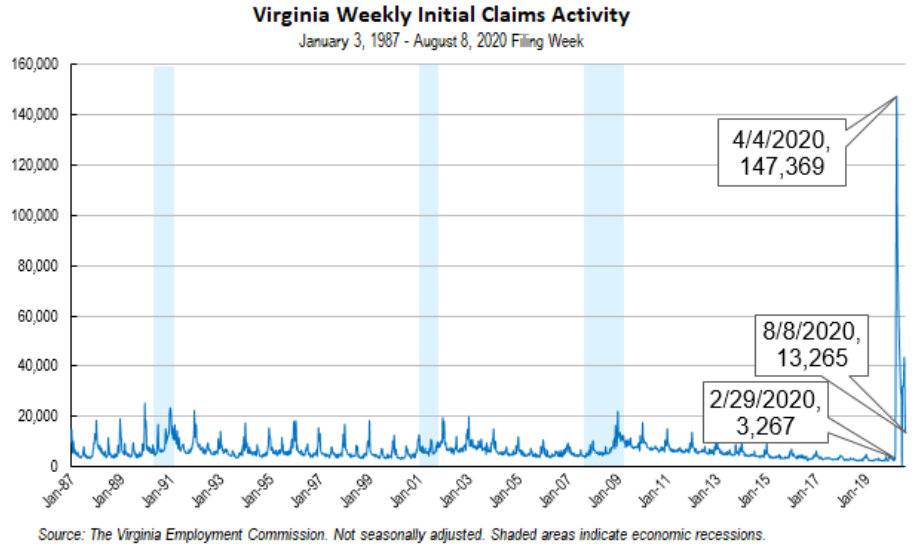 Virginia Weekly Initial Claims Activity
January 3, 1987 - August 8, 2020 Filing Week
160,000
140,000
120,000
100,000
80,000
60,000
40,000
20,000
0
4/4/2020,
147,369
8/8/2020,
13,265
2/29/2020,
3,267
Jan-87
Jan-89
Jan-91
Jan-93
Jan-95
Jan-97
Jan-99
Jan-01
Jan-03
Jan-05
Jan-07
Jan-09
Jan-11
Jan-13
Jan-15
Jan-17
Jan-19
Source: The Virginia Employment Commission. Not seasonally adjusted. Shaded areas indicate economic recessions.